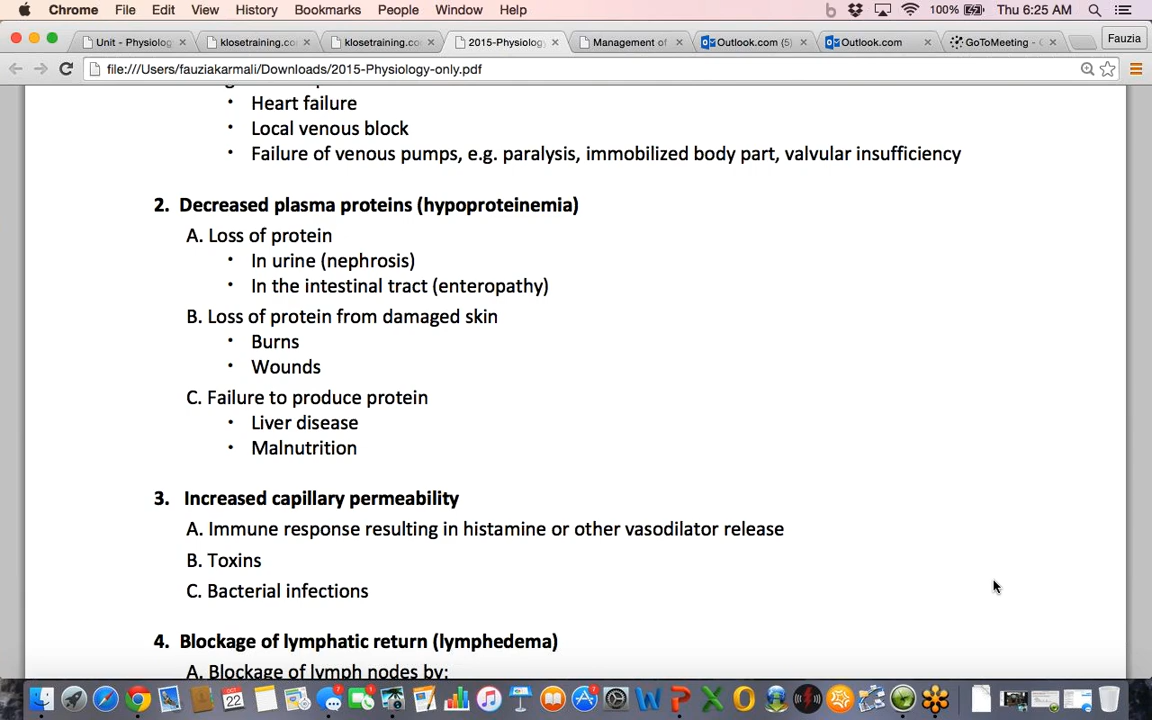 Chrome File Edit View History Bookmarks People Window Help 100% Thu 6:25 AM
Unit - Physiolog klosetraining.co klosetraining.co 2015-Physiolog Management of Outlook.com (5) Outlook.com GoToMeeting - Fauzia
file:///Users/fauziakarmali/Downloads/2015-Physiology-only.pdf
• Heart failure
• Local venous block
• Failure of venous pumps, e.g. paralysis, immobilized body part, valvular insufficiency
2. Decreased plasma proteins (hypoproteinemia)
A. Loss of protein
• In urine (nephrosis)
• In the intestinal tract (enteropathy)
B. Loss of protein from damaged skin
• Burns
• Wounds
C. Failure to produce protein
• Liver disease
• Malnutrition
3. Increased capillary permeability
A. Immune response resulting in histamine or other vasodilator release
B. Toxins
C. Bacterial infections
4. Blockage of lymphatic return (lymphedema)
A. Blockage of lymph nodes by: